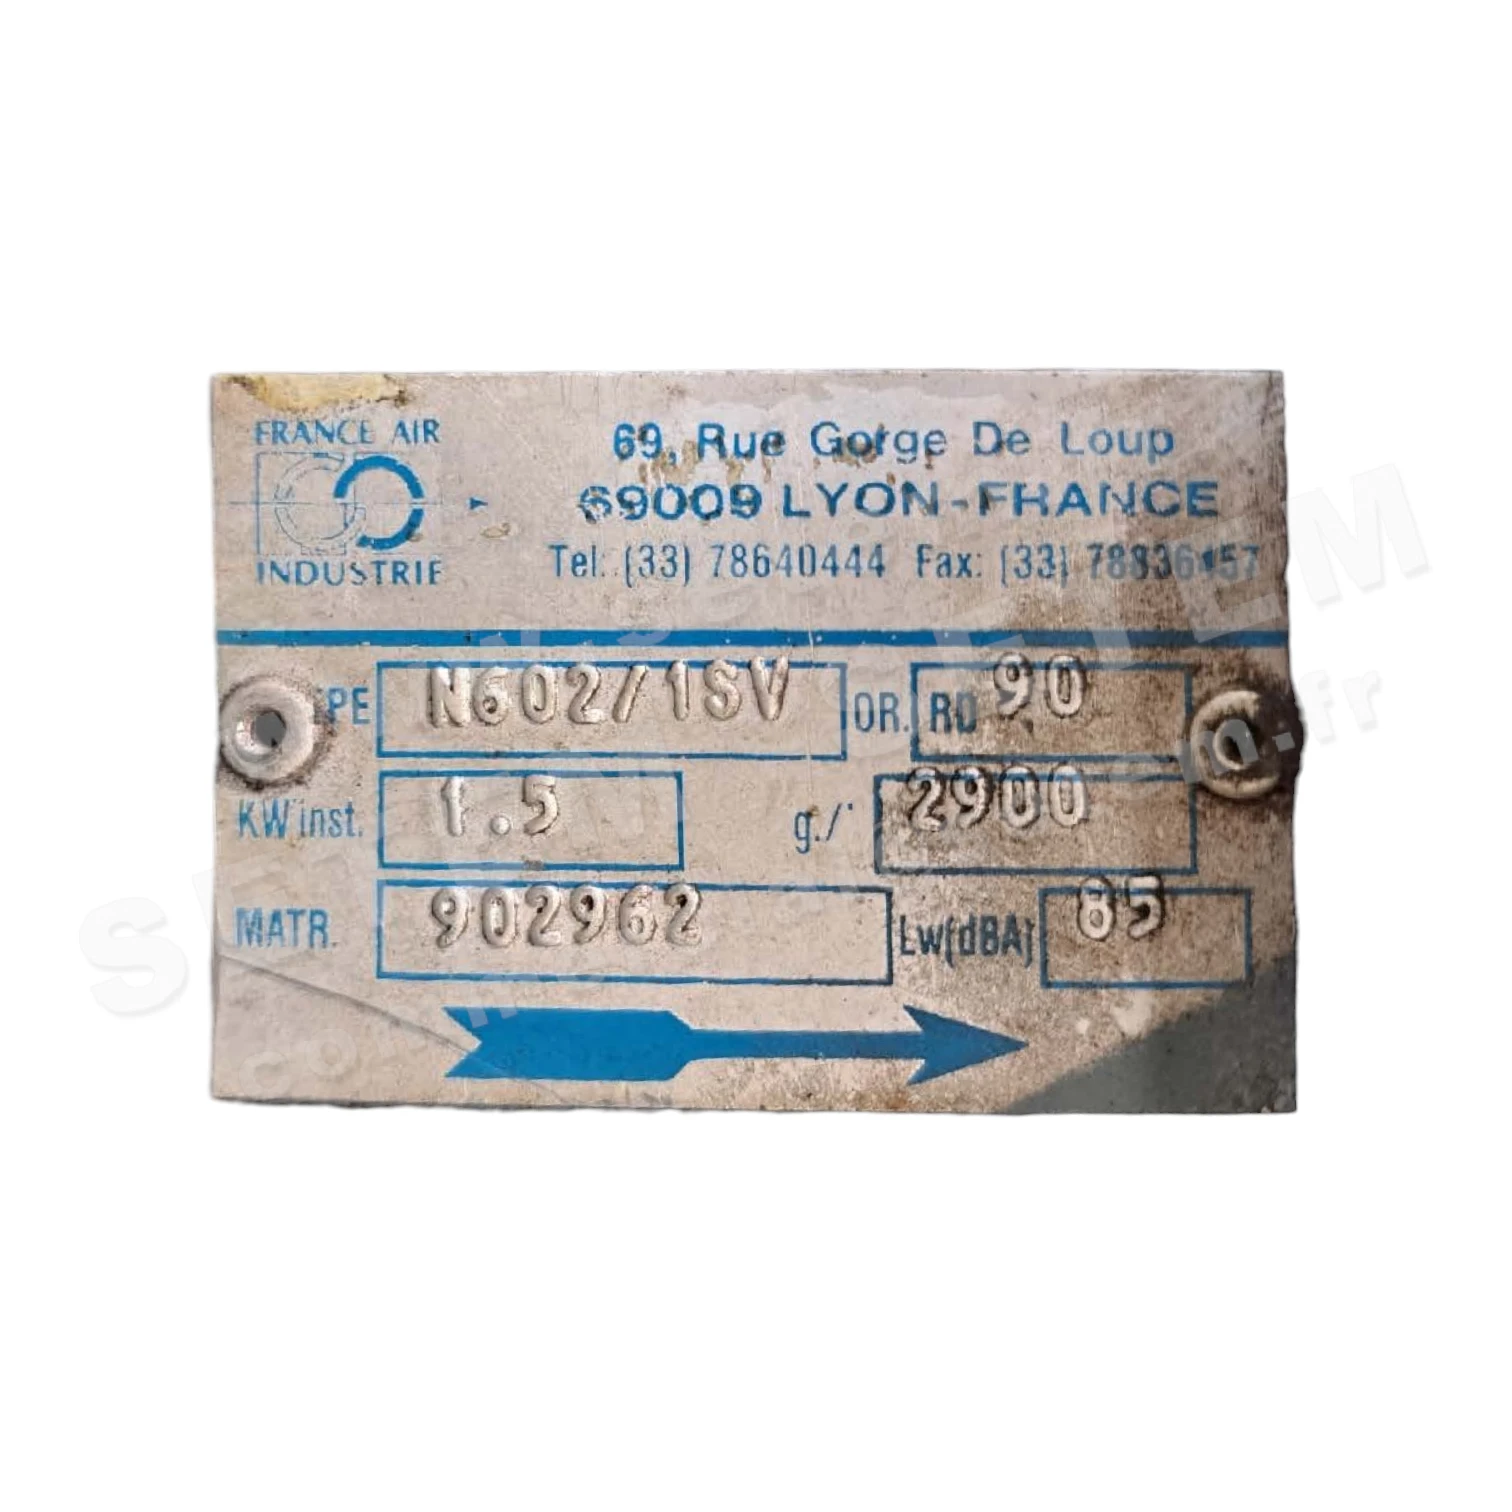 FRANCE AIR
INDUSTRIE
69, Rue Gorge De Loup
69009 LYON-FRANCE
Tel: (33) 78640444 Fax: (33)
N602/1SV OR. RD 90
KW inst. 1.5 g./' 2900
MATR. 902962 Lw(dBA) 85